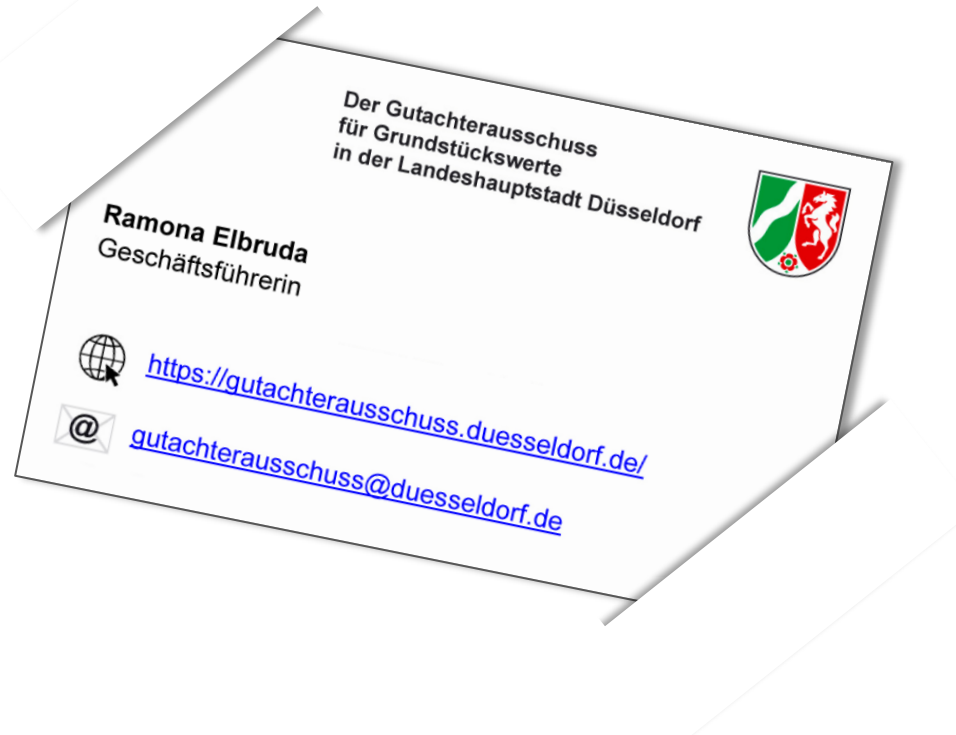 Der Gutachterausschuss
für Grundstückswerte
in der Landeshauptstadt Düsseldorf
Ramona Elbruda
Geschäftsführerin
https://gutachterausschuss.duesseldorf.de/
@
gutachterausschuss@duesseldorf.de